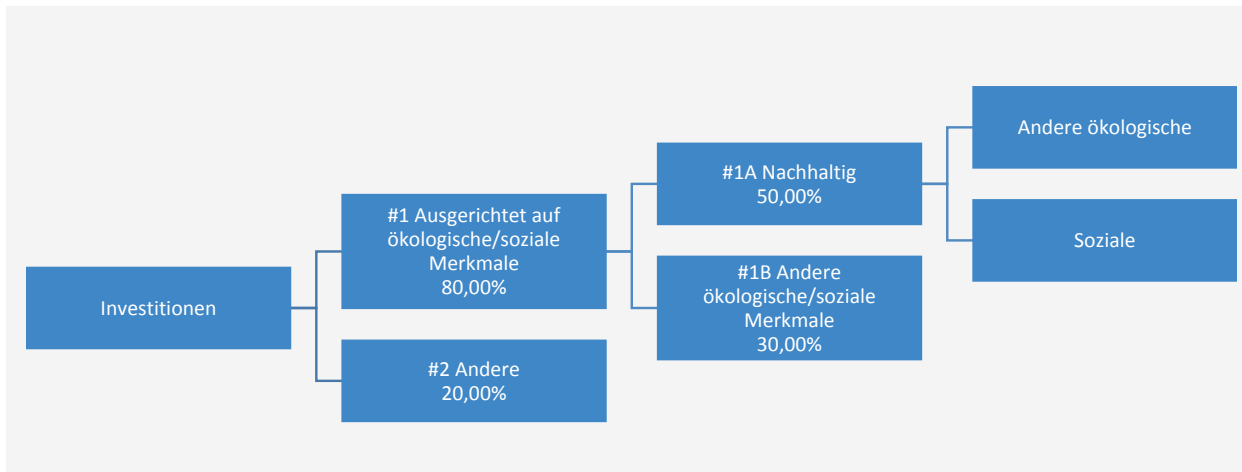 Investitionen
#1 Ausgerichtet auf
ökologische/soziale
Merkmale
80,00%
#2 Andere
20,00%
#1A Nachhaltig
50,00%
#1B Andere
ökologische/soziale
Merkmale
30,00%
Andere ökologische
Soziale